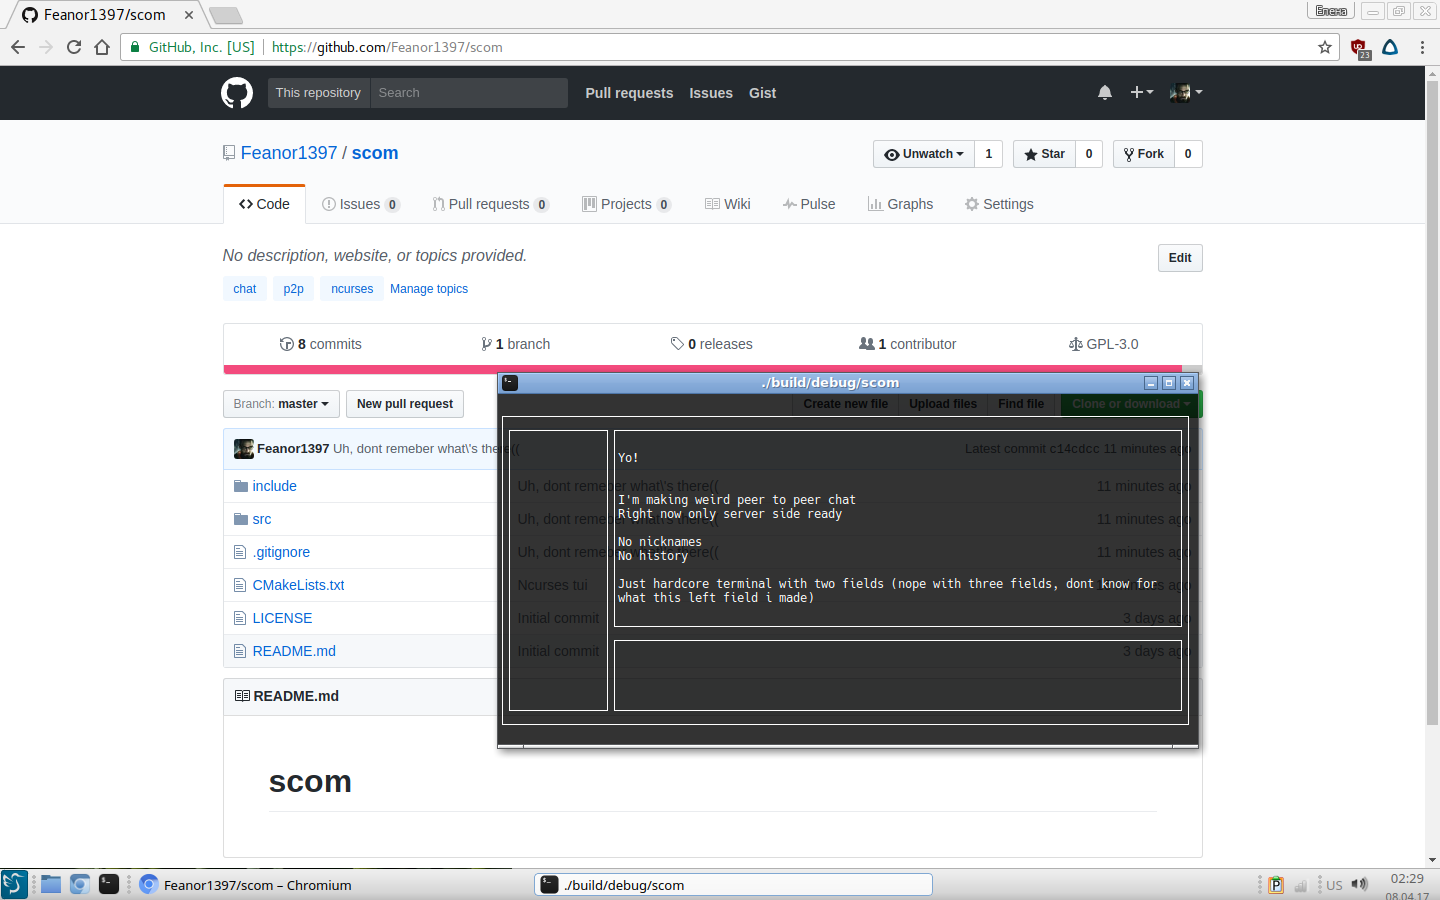 Feanor1397/scom
Елена
GitHub, Inc. [US] https://github.com/Feanor1397/scom
23
This repository Search Pull requests Issues Gist
Feanor1397 / scom
Unwatch 1 Star 0 Fork 0
Code Issues 0 Pull requests 0 Projects 0 Wiki Pulse Graphs Settings
No description, website, or topics provided.
Edit
chat p2p ncurses Manage topics
8 commits 1 branch 0 releases 1 contributor GPL-3.0
Branch: master New pull request
Create new file Upload files Find file Clone or download
Feanor1397 Uh, dont remeber what\'s there((
Latest commit c14cdcc 11 minutes ago
include Uh, dont remeber what\'s there(( 11 minutes ago
src Uh, dont remeber what\'s there(( 11 minutes ago
.gitignore Uh, dont remeber what\'s there(( 11 minutes ago
CMakeLists.txt Ncurses tui
LICENSE Initial commit 3 days ago
README.md Initial commit 3 days ago
README.md
scom
./build/debug/scom
Yo!
I'm making weird peer to peer chat
Right now only server side ready
No nicknames
No history
Just hardcore terminal with two fields (nope with three fields, dont know for
what this left field i made)
Feanor1397/scom – Chromium
./build/debug/scom
US
02:29
08.04.17